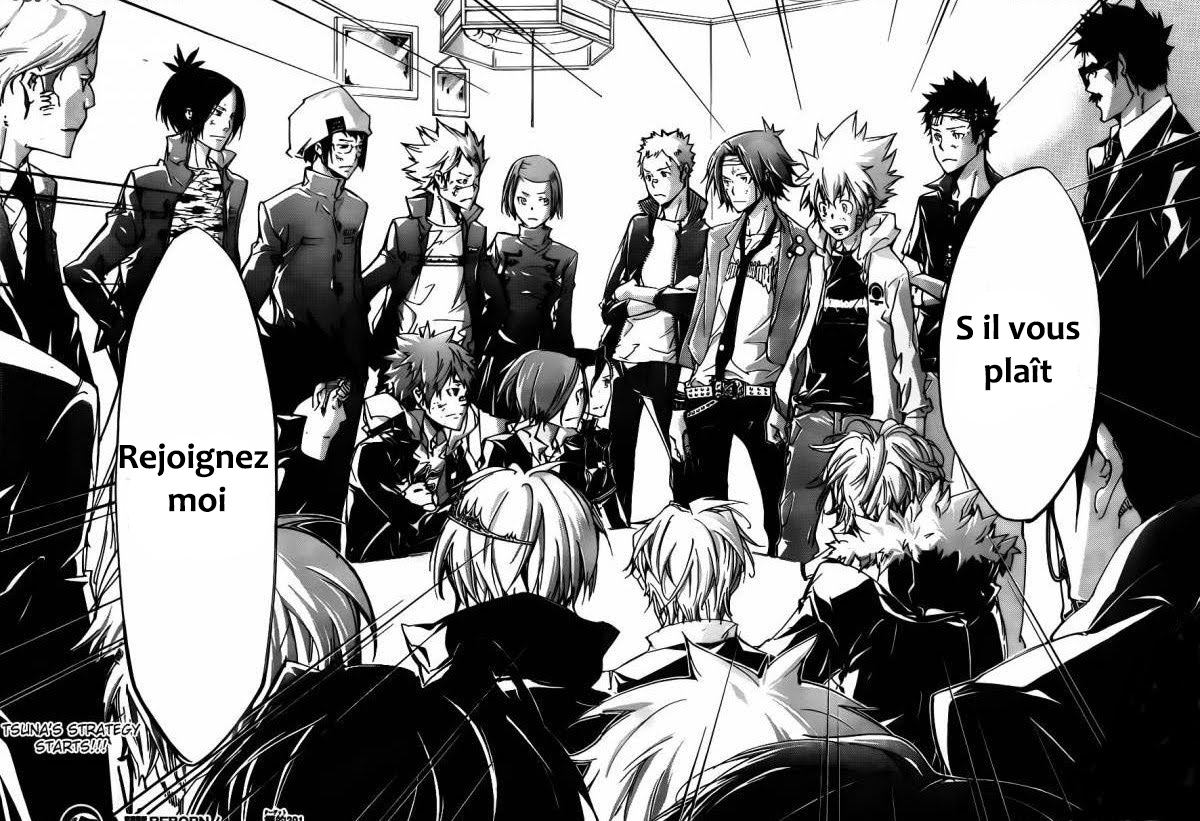 S il vous
plaît
Rejoignez
moi
TSUNA'S STRATEGY
STARTS!!!
REBORN!